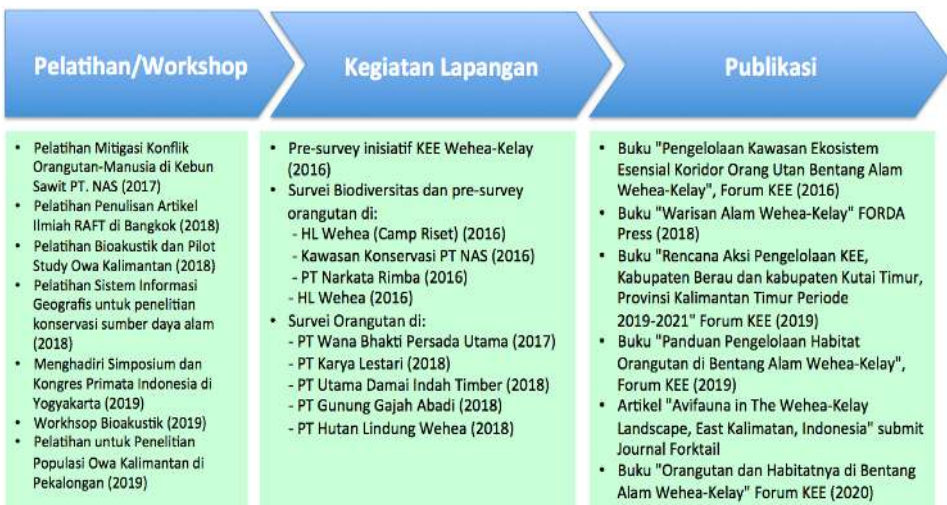 Pelatihan/Workshop
Kegiatan Lapangan
Publikasi
• Pelatihan Mitigasi Konflik
Orangutan-Manusia di Kebun
Sawit PT. NAS (2017)
• Pelatihan Penulisan Artikel
Ilmiah RAFT di Bangkok (2018)
• Pelatihan Bioakustik dan Pilot
Study Owa Kalimantan (2018)
• Pelatihan Sistem Informasi
Geografis untuk penelitian
konservasi sumber daya alam
(2018)
• Menghadiri Simposium dan
Kongres Primata Indonesia di
Yogyakarta (2019)
• Workhsop Bioakustik (2019)
• Pelatihan untuk Penelitian
Populasi Owa Kalimantan di
Pekalongan (2019)
• Pre-survey inisiatif KEE Wehea-Kelay
(2016)
• Survei Biodiversitas dan pre-survey
orangutan di:
- HL Wehea (Camp Riset) (2016)
- Kawasan Konservasi PT NAS (2016)
- PT Narkata Rimba (2016)
- HL Wehea (2016)
• Survei Orangutan di:
- PT Wana Bhakti Persada Utama (2017)
- PT Karya Lestari (2018)
- PT Utama Damai Indah Timber (2018)
- PT Gunung Gajah Abadi (2018)
- PT Hutan Lindung Wehea (2018)
• Buku "Pengelolaan Kawasan Ekosistem
Esensial Koridor Orang Utan Bentang Alam
Wehea-Kelay", Forum KEE (2016)
• Buku "Warisan Alam Wehea-Kelay" FORDA
Press (2018)
• Buku "Rencana Aksi Pengelolaan KEE,
Kabupaten Berau dan kabupaten Kutai Timur,
Provinsi Kalimantan Timur Periode
2019-2021" Forum KEE (2019)
• Buku "Panduan Pengelolaan Habitat
Orangutan di Bentang Alam Wehea-Kelay",
Forum KEE (2019)
• Artikel "Avifauna in The Wehea-Kelay
Landscape, East Kalimatan, Indonesia" submit
Journal Forktail
• Buku "Orangutan dan Habitatnya di Bentang
Alam Wehea-Kelay" Forum KEE (2020)